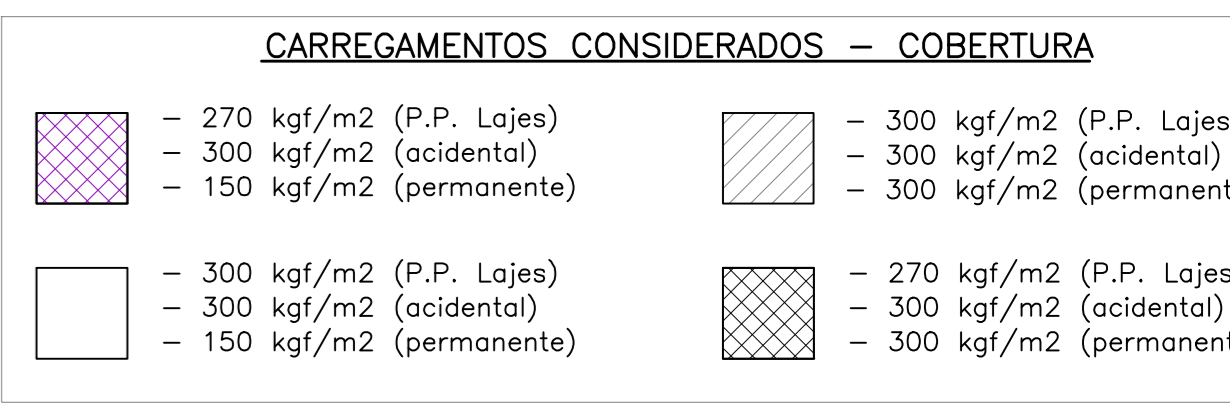 CARREGAMENTOS CONSIDERADOS – COBERTURA
– 270 kgf/m2 (P.P. Lajes)
– 300 kgf/m2 (acidental)
– 150 kgf/m2 (permanente)
– 300 kgf/m2 (P.P. Lajes
– 300 kgf/m2 (acidental)
– 300 kgf/m2 (permanent
– 300 kgf/m2 (P.P. Lajes)
– 300 kgf/m2 (acidental)
– 150 kgf/m2 (permanente)
– 270 kgf/m2 (P.P. Lajes
– 300 kgf/m2 (acidental)
– 300 kgf/m2 (permanent